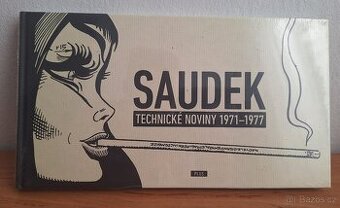 SAUDEK
TECHNICKÉ NOVINY 1971–1977
PLUS
Bazoš.cz